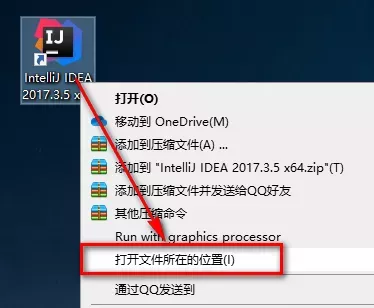 IJ
IntelliJ IDEA
2017.3.5 x
打开(O)
移动到 OneDrive(M)
添加到压缩文件(A) ...
添加到 "IntelliJ IDEA 2017.3.5 x64.zip"(T)
添加到压缩文件并发送给QQ好友
其他压缩命令
Run with graphics processor
打开文件所在的位置(I)
通过QQ发送到